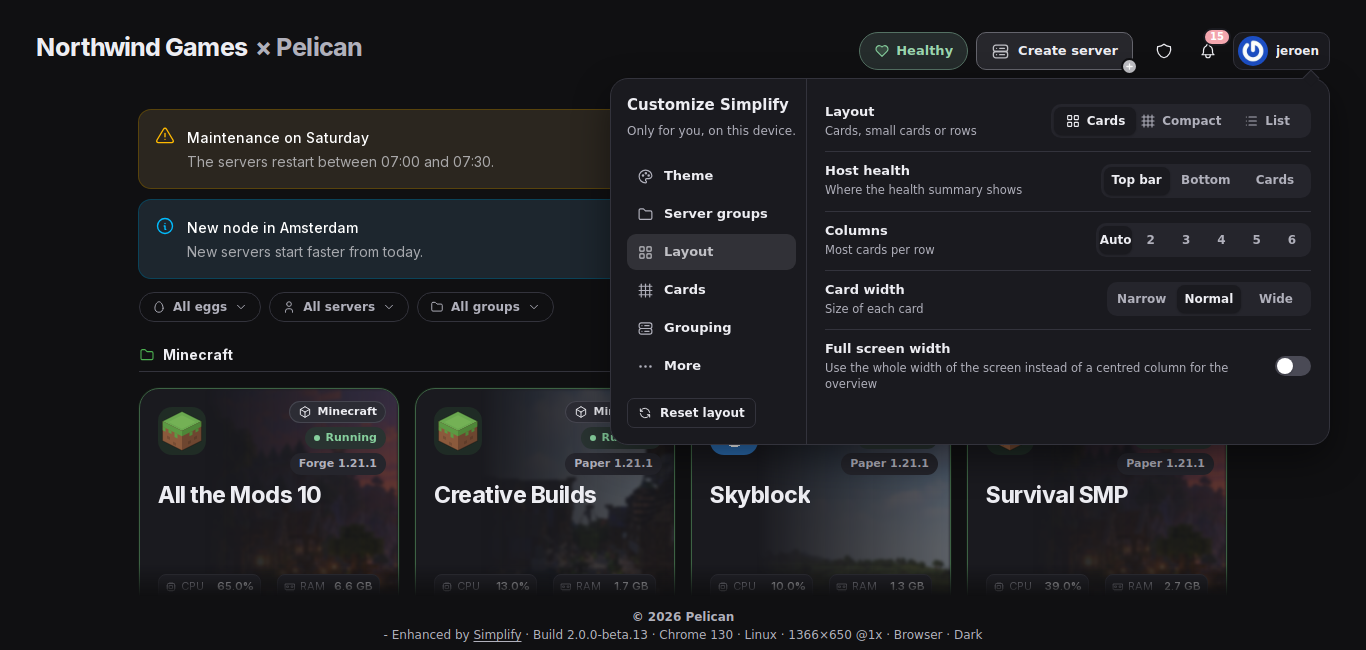 Northwind Games × Pelican
Healthy
Create server
15
jeroen
Maintenance on Saturday
The servers restart between 07:00 and 07:30.
New node in Amsterdam
New servers start faster from today.
All eggs
All servers
All groups
Customize Simplify
Only for you, on this device.
Theme
Server groups
Layout
Cards
Grouping
More
Reset layout
Layout
Cards, small cards or rows
Cards Compact List
Host health
Where the health summary shows
Top bar Bottom Cards
Columns
Most cards per row
Auto 2 3 4 5 6
Card width
Size of each card
Narrow Normal Wide
Full screen width
Use the whole width of the screen instead of a centred column for the
overview
Minecraft
Minecraft
Running
Forge 1.21.1
All the Mods 10
CPU 65.0% RAM 6.6 GB
Paper 1.21.1
Creative Builds
CPU 13.0% RAM 1.7 GB
Paper 1.21.1
Skyblock
CPU 10.0% RAM 1.3 GB
Paper 1.21.1
Survival SMP
CPU 39.0% RAM 2.7 GB
© 2026 Pelican
- Enhanced by Simplify · Build 2.0.0-beta.13 · Chrome 130 · Linux · 1366×650 @1x · Browser · Dark